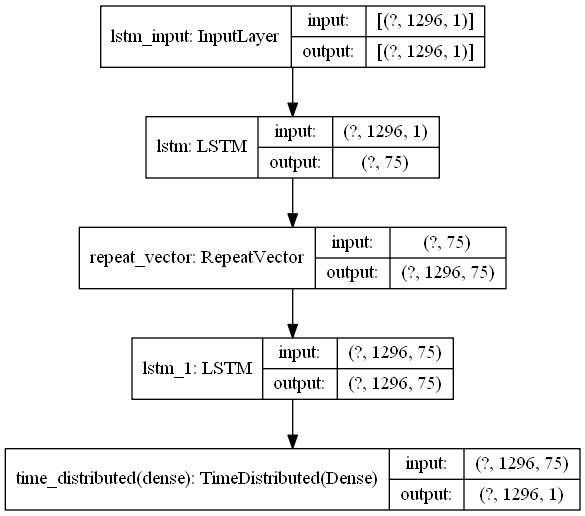 lstm_input: InputLayer input: [(?, 1296, 1)]
output: [(?, 1296, 1)]
lstm: LSTM input: (?, 1296, 1)
output: (?, 75)
repeat_vector: RepeatVector input: (?, 75)
output: (?, 1296, 75)
lstm_1: LSTM input: (?, 1296, 75)
output: (?, 1296, 75)
time_distributed(dense): TimeDistributed(Dense) input: (?, 1296, 75)
output: (?, 1296, 1)